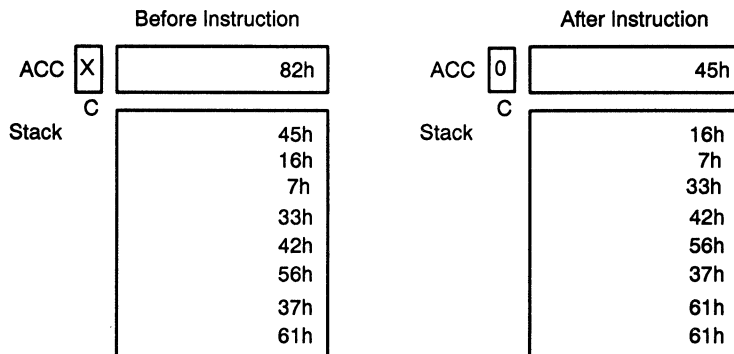 Before Instruction After Instruction
ACC X 82h ACC 0 45h
C C
Stack 45h Stack 16h
16h 7h
7h 33h
33h 42h
42h 56h
56h 37h
37h 61h
61h 61h